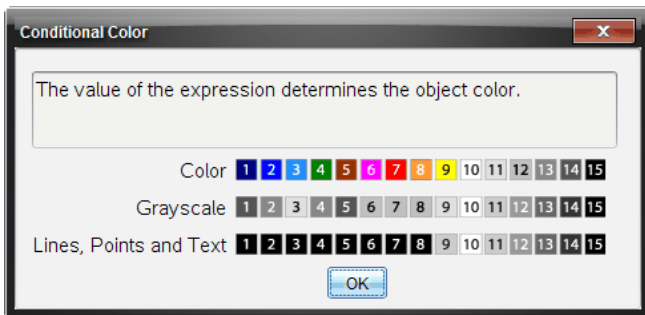 Conditional Color
The value of the expression determines the object color.
Color 1 2 3 4 5 6 7 8 9 10 11 12 13 14 15
Grayscale 1 2 3 4 5 6 7 8 9 10 11 12 13 14 15
Lines, Points and Text 1 2 3 4 5 6 7 8 9 10 11 12 13 14 15
OK